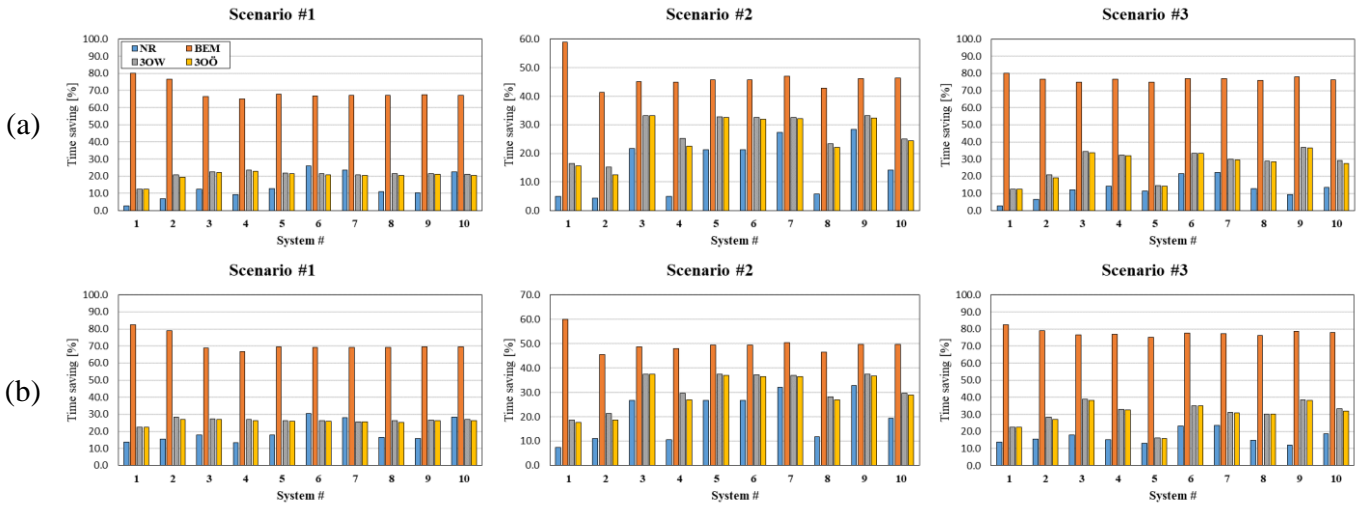 Scenario #1
Scenario #2
Scenario #3
(a)
Time saving [%]
100.0
90.0
80.0
70.0
60.0
50.0
40.0
30.0
20.0
10.0
0.0
NR BEM
3OW 3OÖ
1 2 3 4 5 6 7 8 9 10
System #
Time saving [%]
60.0
50.0
40.0
30.0
20.0
10.0
0.0
1 2 3 4 5 6 7 8 9 10
System #
Time saving [%]
100.0
90.0
80.0
70.0
60.0
50.0
40.0
30.0
20.0
10.0
0.0
1 2 3 4 5 6 7 8 9 10
System #
Scenario #1
Scenario #2
Scenario #3
(b)
Time saving [%]
100.0
90.0
80.0
70.0
60.0
50.0
40.0
30.0
20.0
10.0
0.0
1 2 3 4 5 6 7 8 9 10
System #
Time saving [%]
70.0
60.0
50.0
40.0
30.0
20.0
10.0
0.0
1 2 3 4 5 6 7 8 9 10
System #
Time saving [%]
100.0
90.0
80.0
70.0
60.0
50.0
40.0
30.0
20.0
10.0
0.0
1 2 3 4 5 6 7 8 9 10
System #